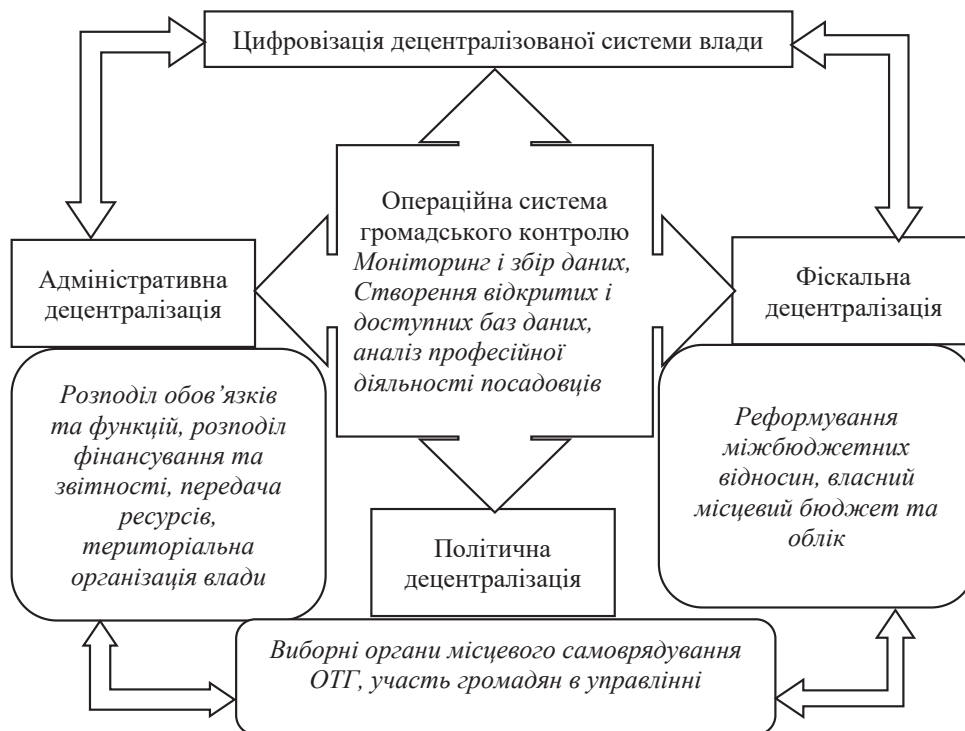 Цифровізація децентралізованої системи влади
Операційна система
громадського контролю
Моніторинг і збір даних,
Створення відкритих і
доступних баз даних,
аналіз професійної
діяльності посадовців
Адміністративна
децентралізація
Фіскальна
децентралізація
Розподіл обов’язків
та функцій, розподіл
фінансування та
звітності, передача
ресурсів,
територіальна
організація влади
Реформування
міжбюджетних
відносин, власний
місцевий бюджет та
облік
Політична
децентралізація
Виборні органи місцевого самоврядування
ОТГ, участь громадян в управлінні